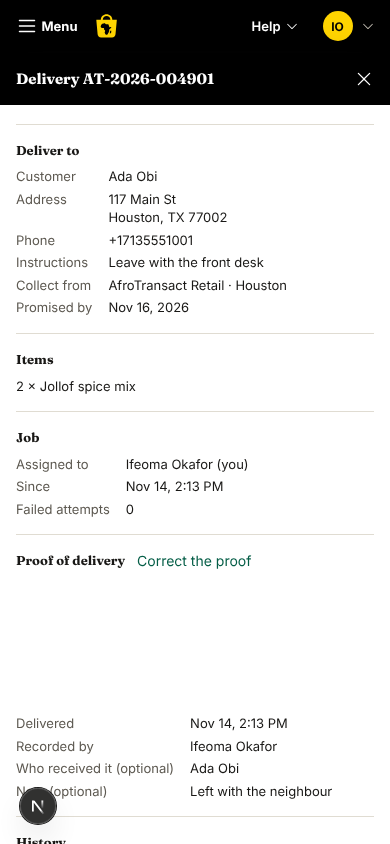 Menu
Help
IO
Delivery AT-2026-004901
Deliver to
Customer Ada Obi
Address 117 Main St
Houston, TX 77002
Phone +17135551001
Instructions Leave with the front desk
Collect from AfroTransact Retail · Houston
Promised by Nov 16, 2026
Items
2 × Jollof spice mix
Job
Assigned to Ifeoma Okafor (you)
Since Nov 14, 2:13 PM
Failed attempts 0
Proof of delivery Correct the proof
Delivered Nov 14, 2:13 PM
Recorded by Ifeoma Okafor
Who received it (optional) Ada Obi
(optional) Left with the neighbour
N
History